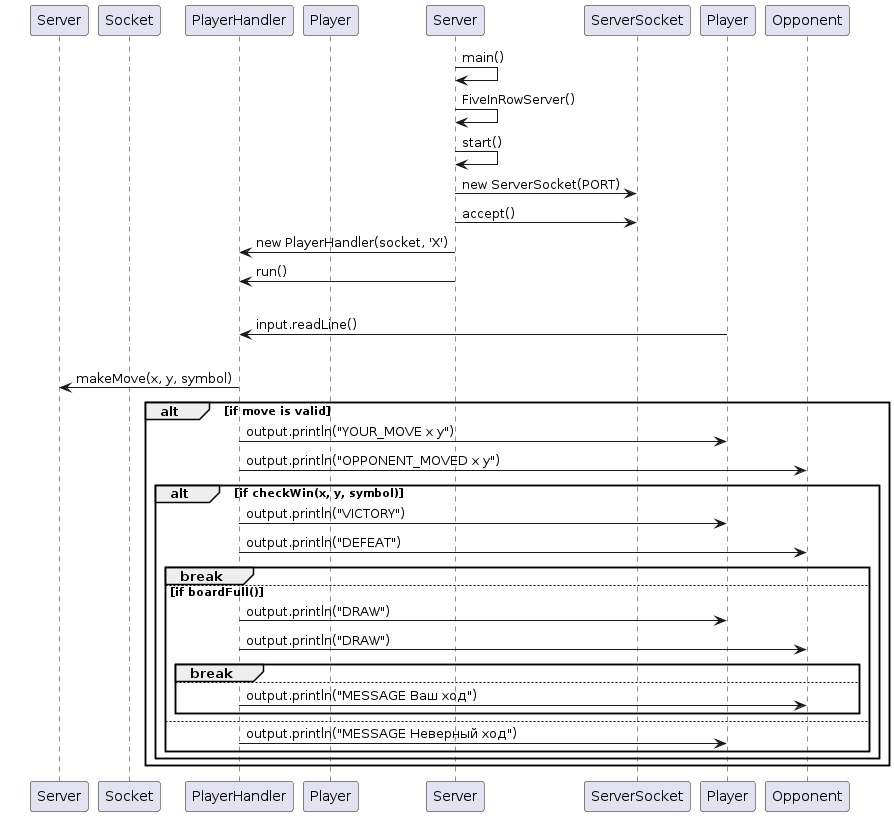 Server Socket PlayerHandler Player Server ServerSocket Player Opponent
main()
FiveInRowServer()
start()
new ServerSocket(PORT)
accept()
new PlayerHandler(socket, 'X')
run()
input.readLine()
makeMove(x, y, symbol)
alt [if move is valid]
output.println("YOUR_MOVE x y")
output.println("OPPONENT_MOVED x y")
alt [if checkWin(x, y, symbol)]
output.println("VICTORY")
output.println("DEFEAT")
break
[if boardFull()]
output.println("DRAW")
output.println("DRAW")
break
output.println("MESSAGE Ваш ход")
output.println("MESSAGE Неверный ход")
Server Socket PlayerHandler Player Server ServerSocket Player Opponent